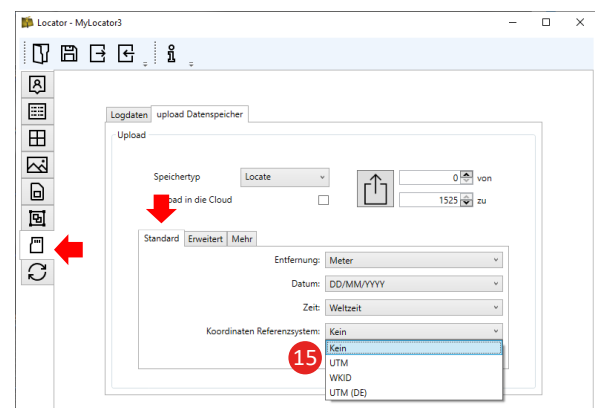 Locator - MyLocator3
Logdaten upload Datenspeicher
Upload
Speichertyp Locate 0 von
in die Cloud 1525 zu
Standard Erweitert Mehr
Entfernung: Meter
Datum: DD/MM/YYYY
Zeit: Weltzeit
Koordinaten Referenzsystem: Kein
15 Kein
UTM
WKID
UTM (DE)